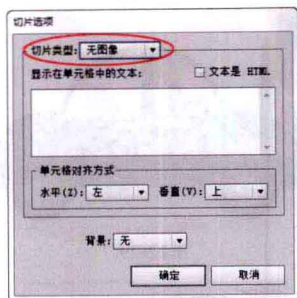 切片选项
切片类型: 无图像
显示在单元格中的文本: 文本是 HTML
单元格对齐方式
水平(Z): 左 垂直(V): 上
背景: 无
确定 取消